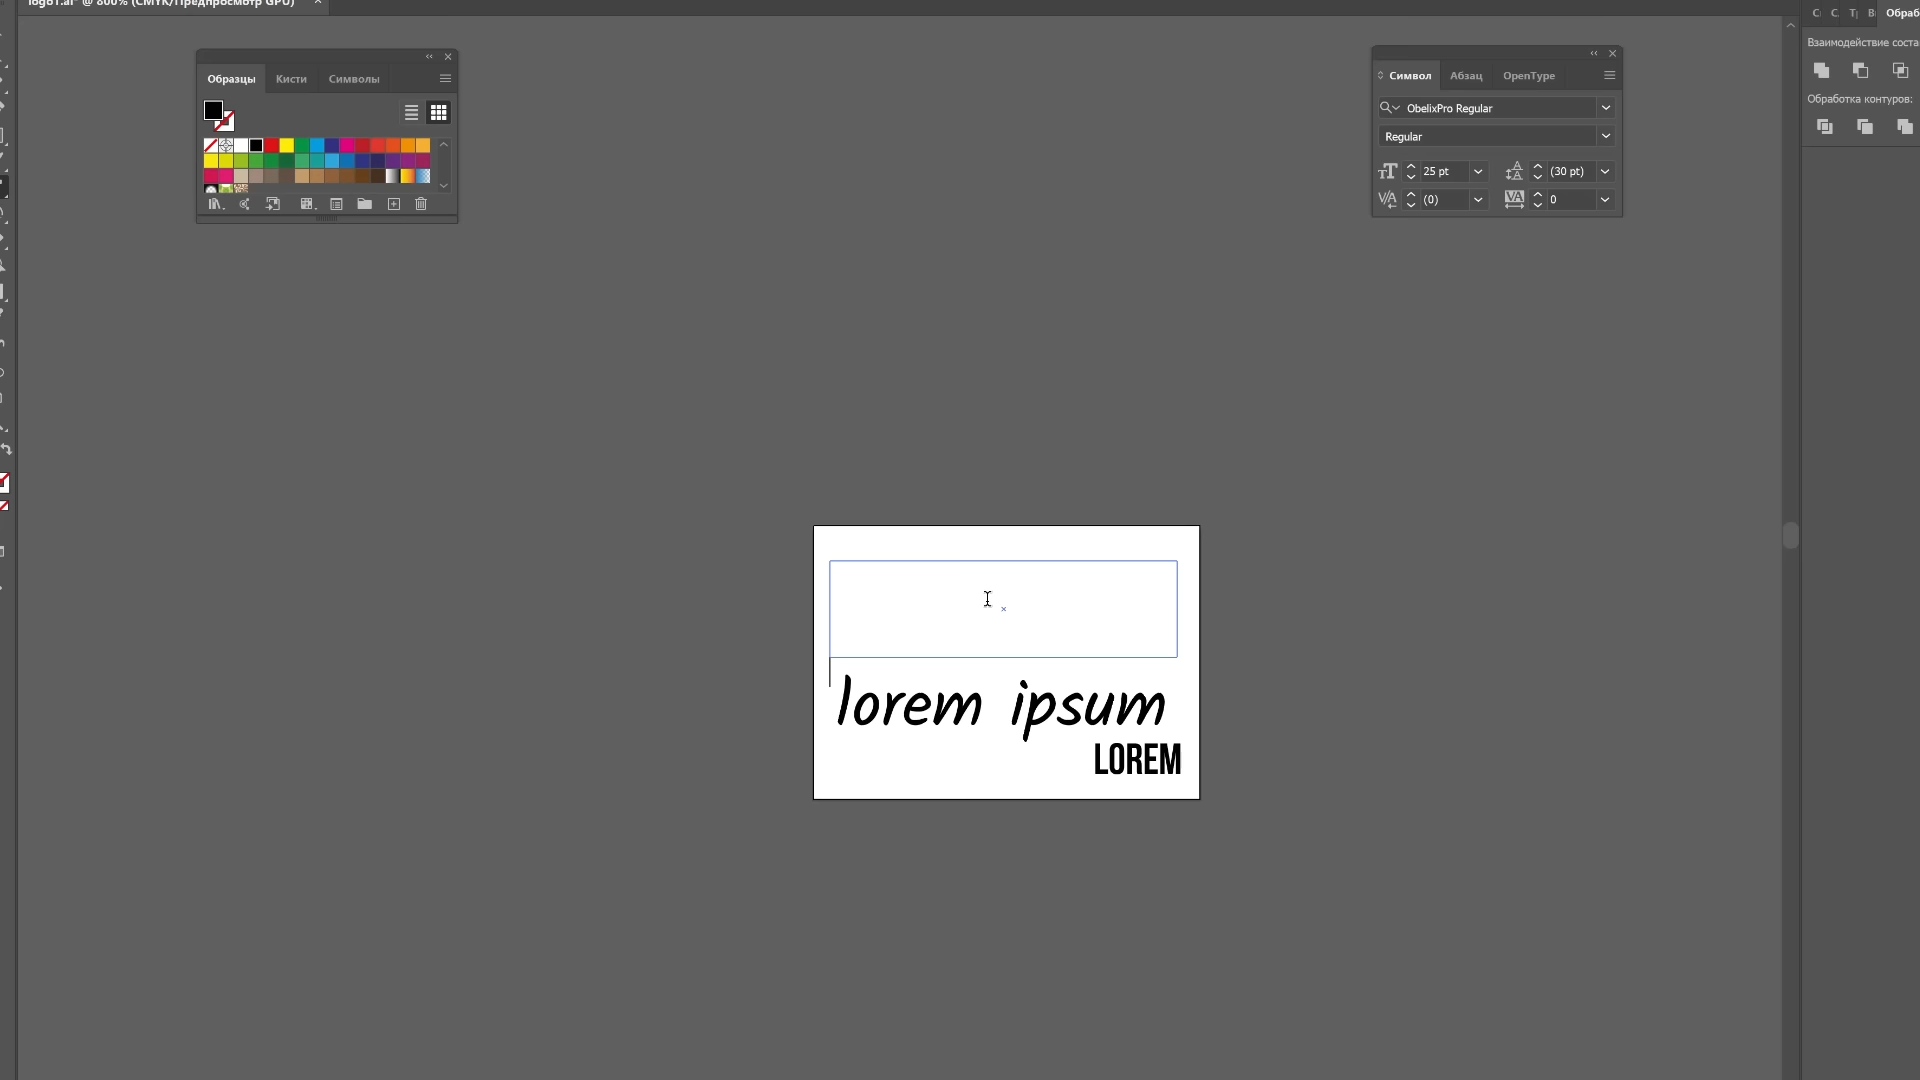 logo1.ai* @ 800% (CMYK/Предпросмотр GPU)
Образцы Кисти Символы
Символ Абзац OpenType
ObelixPro Regular
Regular
25 pt (30 pt)
(0) 0
Обраб
Взаимодействие соста
Обработка контуров:
lorem ipsum
LOREM